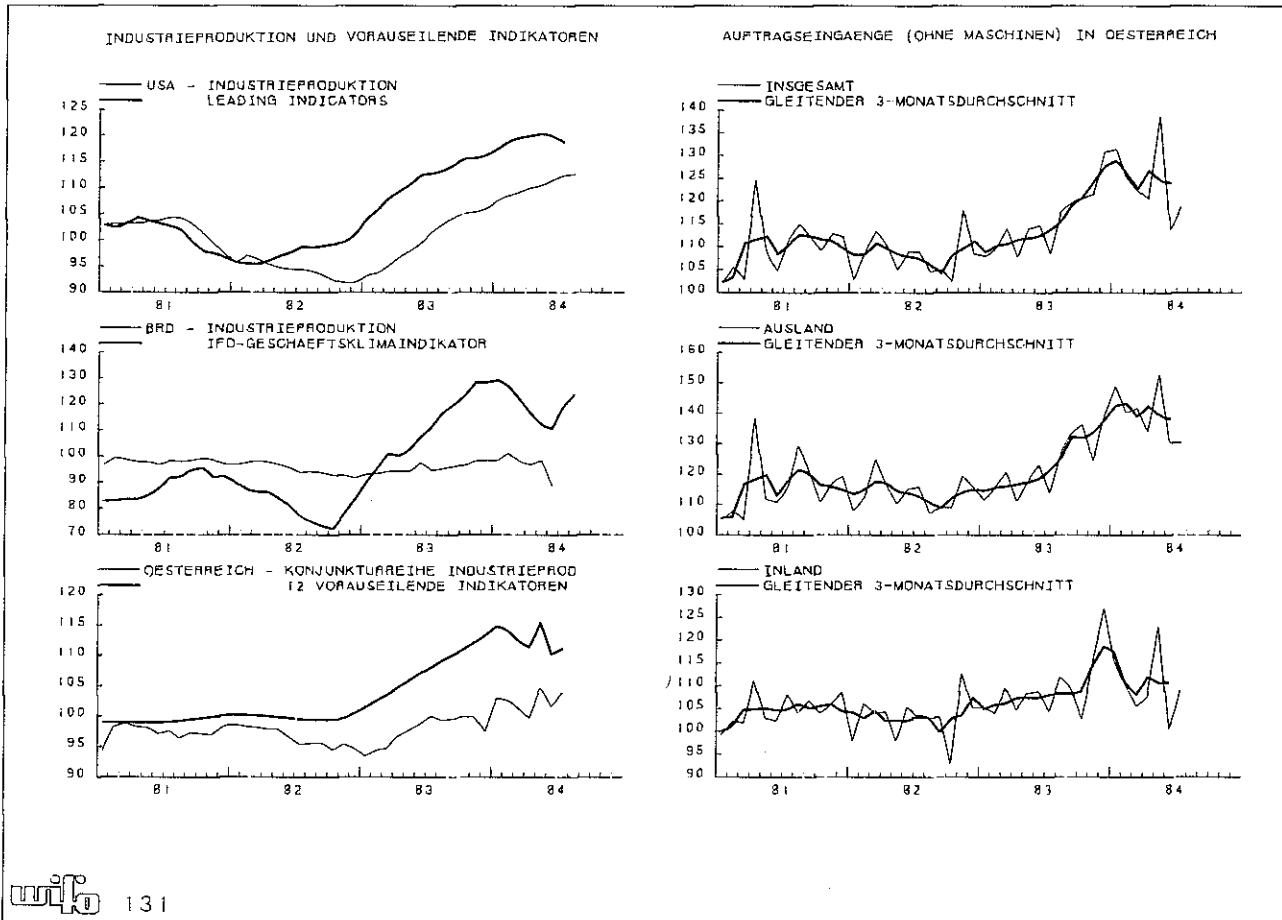 INDUSTRIEPRODUKTION UND VORAUSEILENDE INDIKATOREN
USA - INDUSTRIEPRODUKTION
LEADING INDICATORS
125
120
115
110
105
100
95
90
81 82 83 84
BRD - INDUSTRIEPRODUKTION
IFO-GESCHAEFTSKLIMAINDIKATOR
140
130
120
110
100
90
80
70
81 82 83 84
OESTERREICH - KONJUNKTURREIHE INDUSTRIEPROD
12 VORAUSEILENDE INDIKATOREN
120
115
110
105
100
95
90
81 82 83 84
AUFTRAGSEINGAENGE (OHNE MASCHINEN) IN OESTERREICH
INSGESAMT
GLEITENDER 3-MONATSDURCHSCHNITT
140
135
130
125
120
115
110
105
100
81 82 83 84
AUSLAND
GLEITENDER 3-MONATSDURCHSCHNITT
160
150
140
130
120
110
100
81 82 83 84
INLAND
GLEITENDER 3-MONATSDURCHSCHNITT
130
125
120
115
110
105
100
95
90
81 82 83 84
wifo 131